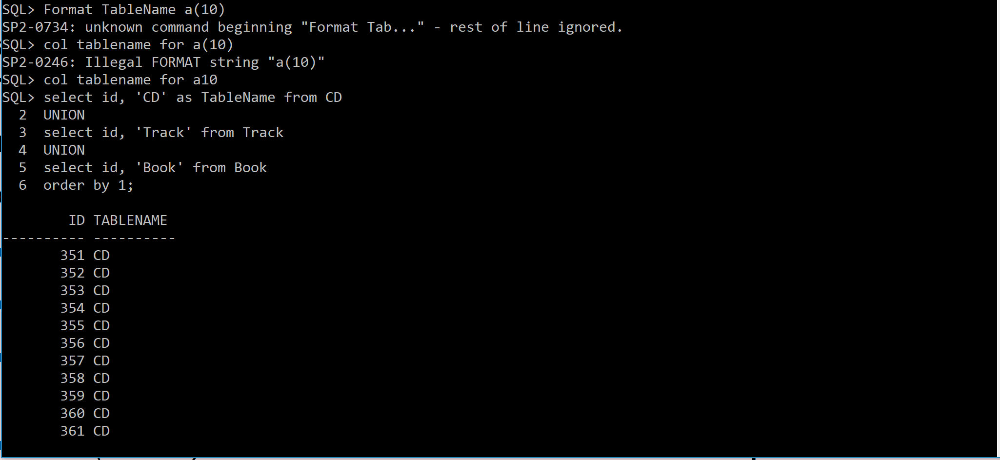 SQL> Format TableName a(10)
SP2-0734: unknown command beginning "Format Tab..." - rest of line ignored.
SQL> col tablename for a(10)
SP2-0246: Illegal FORMAT string "a(10)"
SQL> col tablename for a10
SQL> select id, 'CD' as TableName from CD
  2  UNION
  3  select id, 'Track' from Track
  4  UNION
  5  select id, 'Book' from Book
  6  order by 1;

        ID TABLENAME
---------- ----------
       351 CD
       352 CD
       353 CD
       354 CD
       355 CD
       356 CD
       357 CD
       358 CD
       359 CD
       360 CD
       361 CD